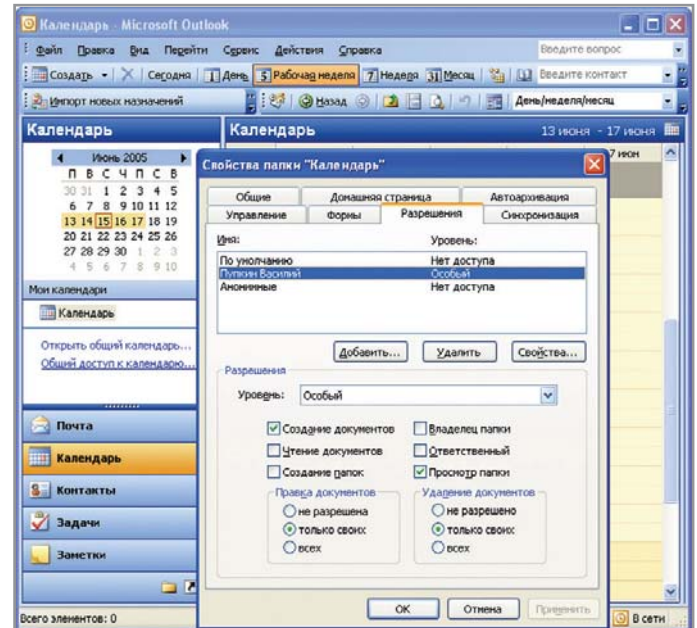 Календарь - Microsoft Outlook
Файл Правка Вид Перейти Сервис Действия Справка Введите вопрос
Создать Сегодня 1 День 5 Рабочая неделя 7 Неделя 31 Месяц Введите контакт
Импорт новых назначений Назад День/неделя/месяц
Календарь
Июнь 2005
П В С Ч П С В
30 31 1 2 3 4 5
6 7 8 9 10 11 12
13 14 15 16 17 18 19
20 21 22 23 24 25 26
27 28 29 30 1 2 3
4 5 6 7 8 9 10
Мои календари
Календарь
Открыть общий календарь...
Общий доступ к календарю...
Почта
Календарь
Контакты
Задачи
Заметки
Календарь 13 июня - 17 июня
7 июн
Свойства папки "Календарь"
Общие Домашняя страница Автоархивация
Управление Формы Разрешения Синхронизация
Имя: Уровень:
По умолчанию Нет доступа
Пупкин Василий Особый
Анонимные Нет доступа
Добавить... Удалить Свойства...
Разрешения
Уровень: Особый
Создание документов Владелец папки
Чтение документов Ответственный
Создание папок Просмотр папки
Правка документов Удаление документов
не разрешена не разрешено
только своих только своих
всех всех
ОК Отмена Применить
Всего элементов: 0 В сети